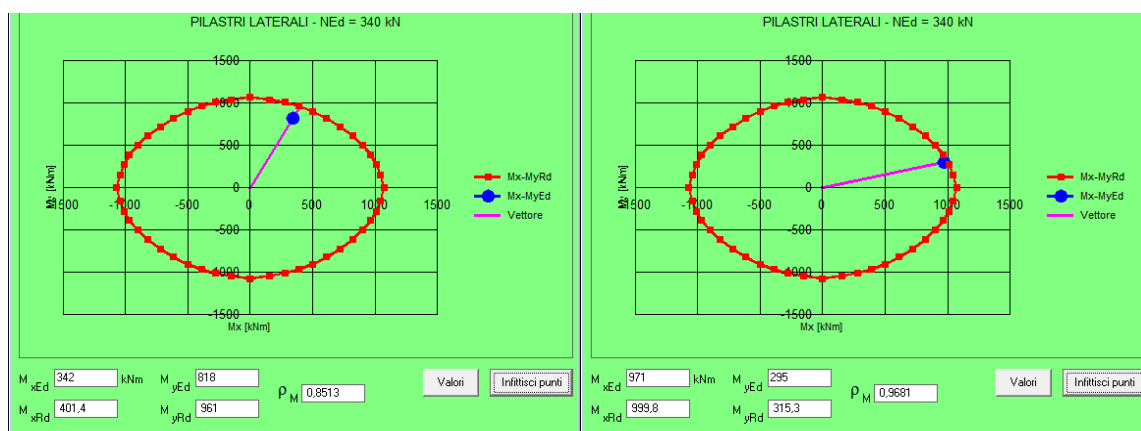 PILASTRI LATERALI - NEd = 340 kN
1500
1000
500
0
-1500 -1000 -500 0 500 1000 1500
-500
-1000
-1500
Mx [kNm]
Mx-MyRd
Mx-MyEd
Vettore
M xEd 342 kNm M yEd 818
M xRd 401,4 M yRd 961
ρ M 0,8513
Valori
Infittisci punti
PILASTRI LATERALI - NEd = 340 kN
1500
1000
500
0
-1500 -1000 -500 0 500 1000 1500
-500
-1000
-1500
Mx [kNm]
Mx-MyRd
Mx-MyEd
Vettore
M xEd 971 kNm M yEd 295
M xRd 999,8 M yRd 315,3
ρ M 0,9681
Valori
Infittisci punti